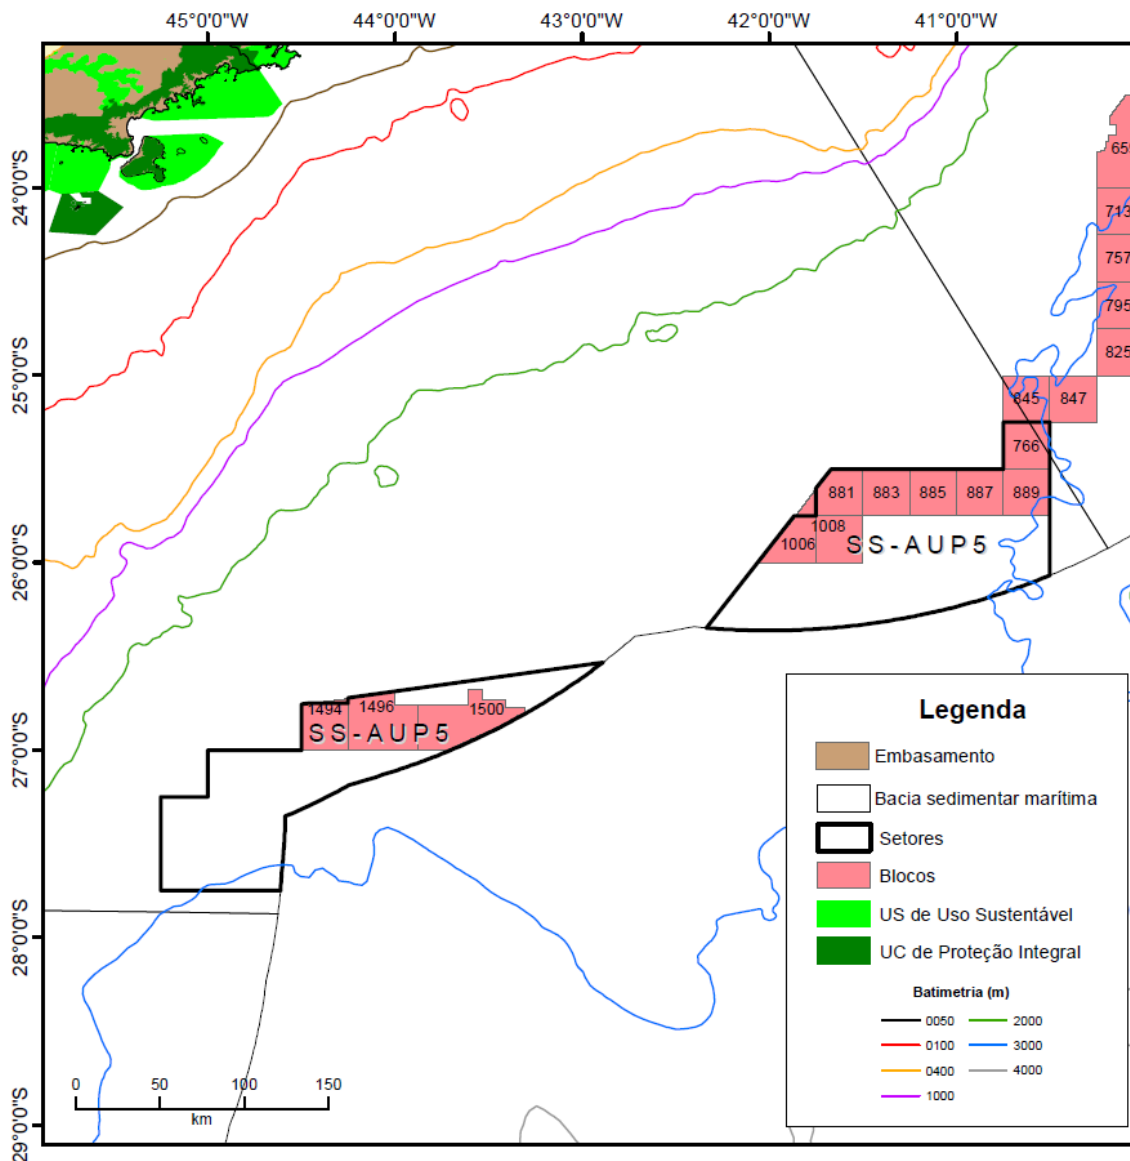 45°0'0"W 44°0'0"W 43°0'0"W 42°0'0"W 41°0'0"W
24°0'0"S
25°0'0"S
26°0'0"S
27°0'0"S
28°0'0"S
29°0'0"S
713
757
795
825
845 847
766
881 883 885 887 889
1008
1006
SS-AUP5
1494 1496 1500
SS-AUP5
0 50 100 150
km
Legenda
Embasamento
Bacia sedimentar marítima
Setores
Blocos
US de Uso Sustentável
UC de Proteção Integral
Batimetria (m)
0050 2000
0100 3000
0400 4000
1000